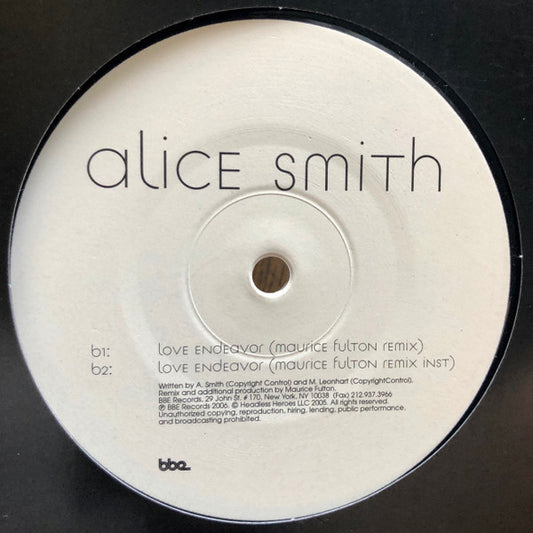 alice smith
b1: love endeavor (maurice fulton remix)
b2: love endeavor (maurice fulton remix inst)
Written by A. Smith (Copyright Control) and M. Leonhart (CopyrightControl).
Remix and additional production by Maurice Fulton.
BBE Records, 29 John St. # 170, New York, NY 10038 (Fax) 212.937.3966
℗ BBE Records 2006. © Headless Heroes LLC 2005. All rights reserved.
Unauthorized copying, reproduction, hiring, lending, public performance,
and broadcasting prohibited.
bbe